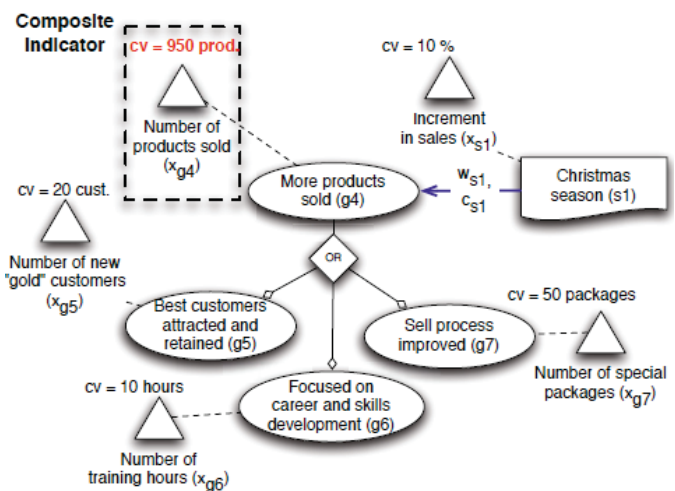 Composite
Indicator
cv = 950 prod.
Number of
products sold
(xg4)
cv = 10 %
Increment
in sales (xs1)
More products
sold (g4)
ws1,
cs1
Christmas
season (s1)
cv = 20 cust.
Number of new
"gold" customers
(xg5)
OR
Best customers
attracted and
retained (g5)
Sell process
improved (g7)
cv = 50 packages
Number of special
packages (xg7)
Focused on
career and skills
development (g6)
cv = 10 hours
Number of
training hours (xg6)